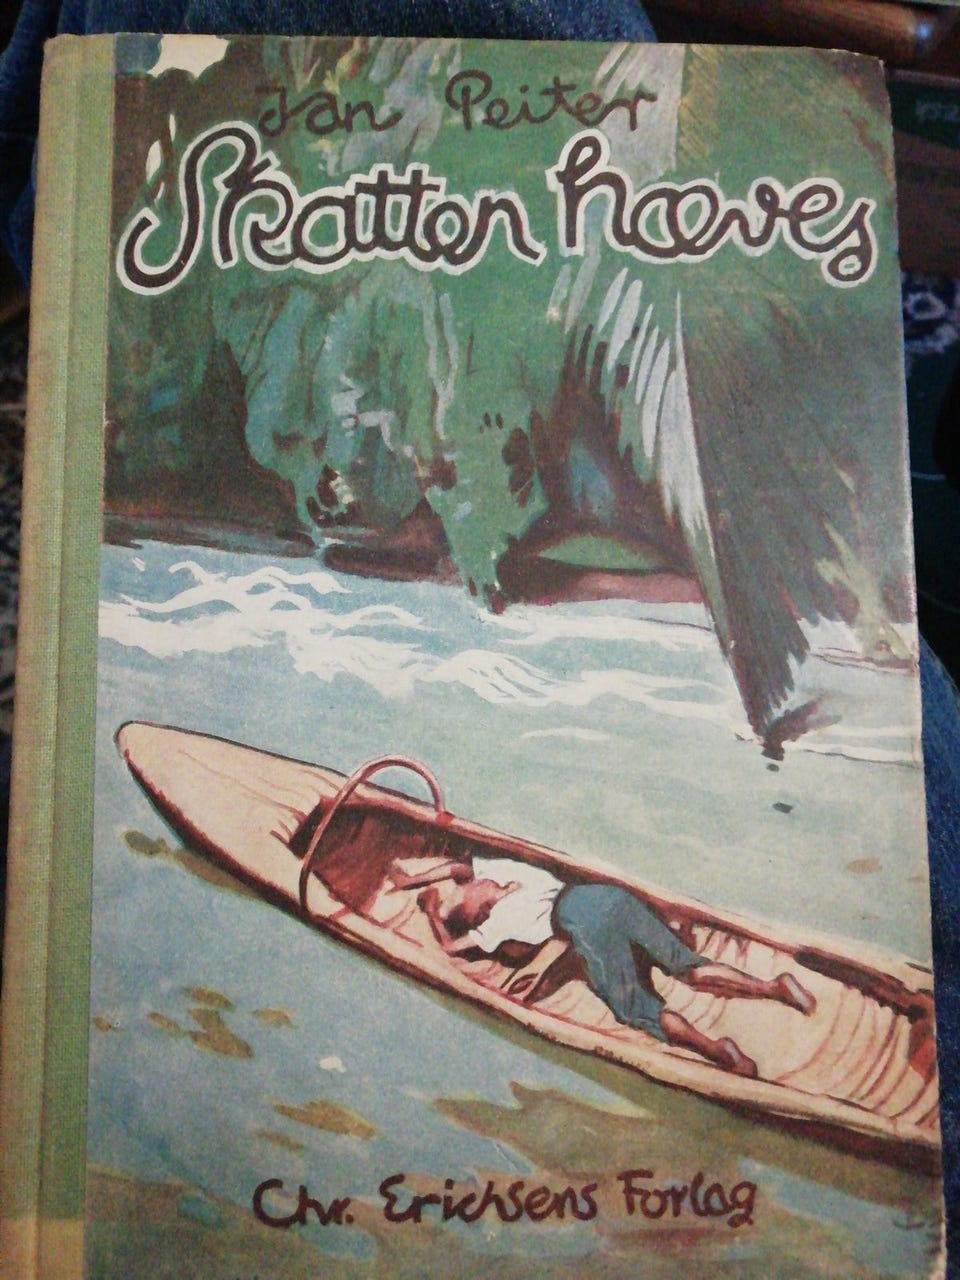 Jan Peiter
Skatten hæves
Chr. Erichsens Forlag